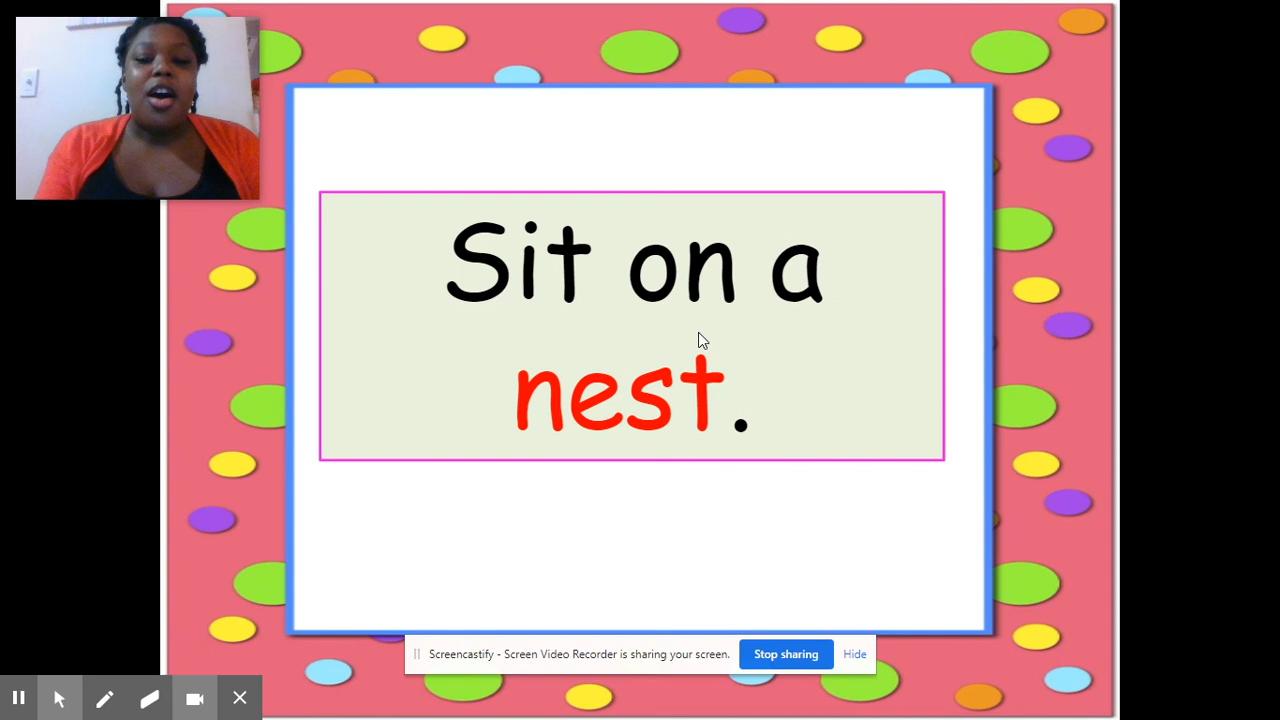 Sit on a
nest.
Screencastify - Screen Video Recorder is sharing your screen. Stop sharing Hide